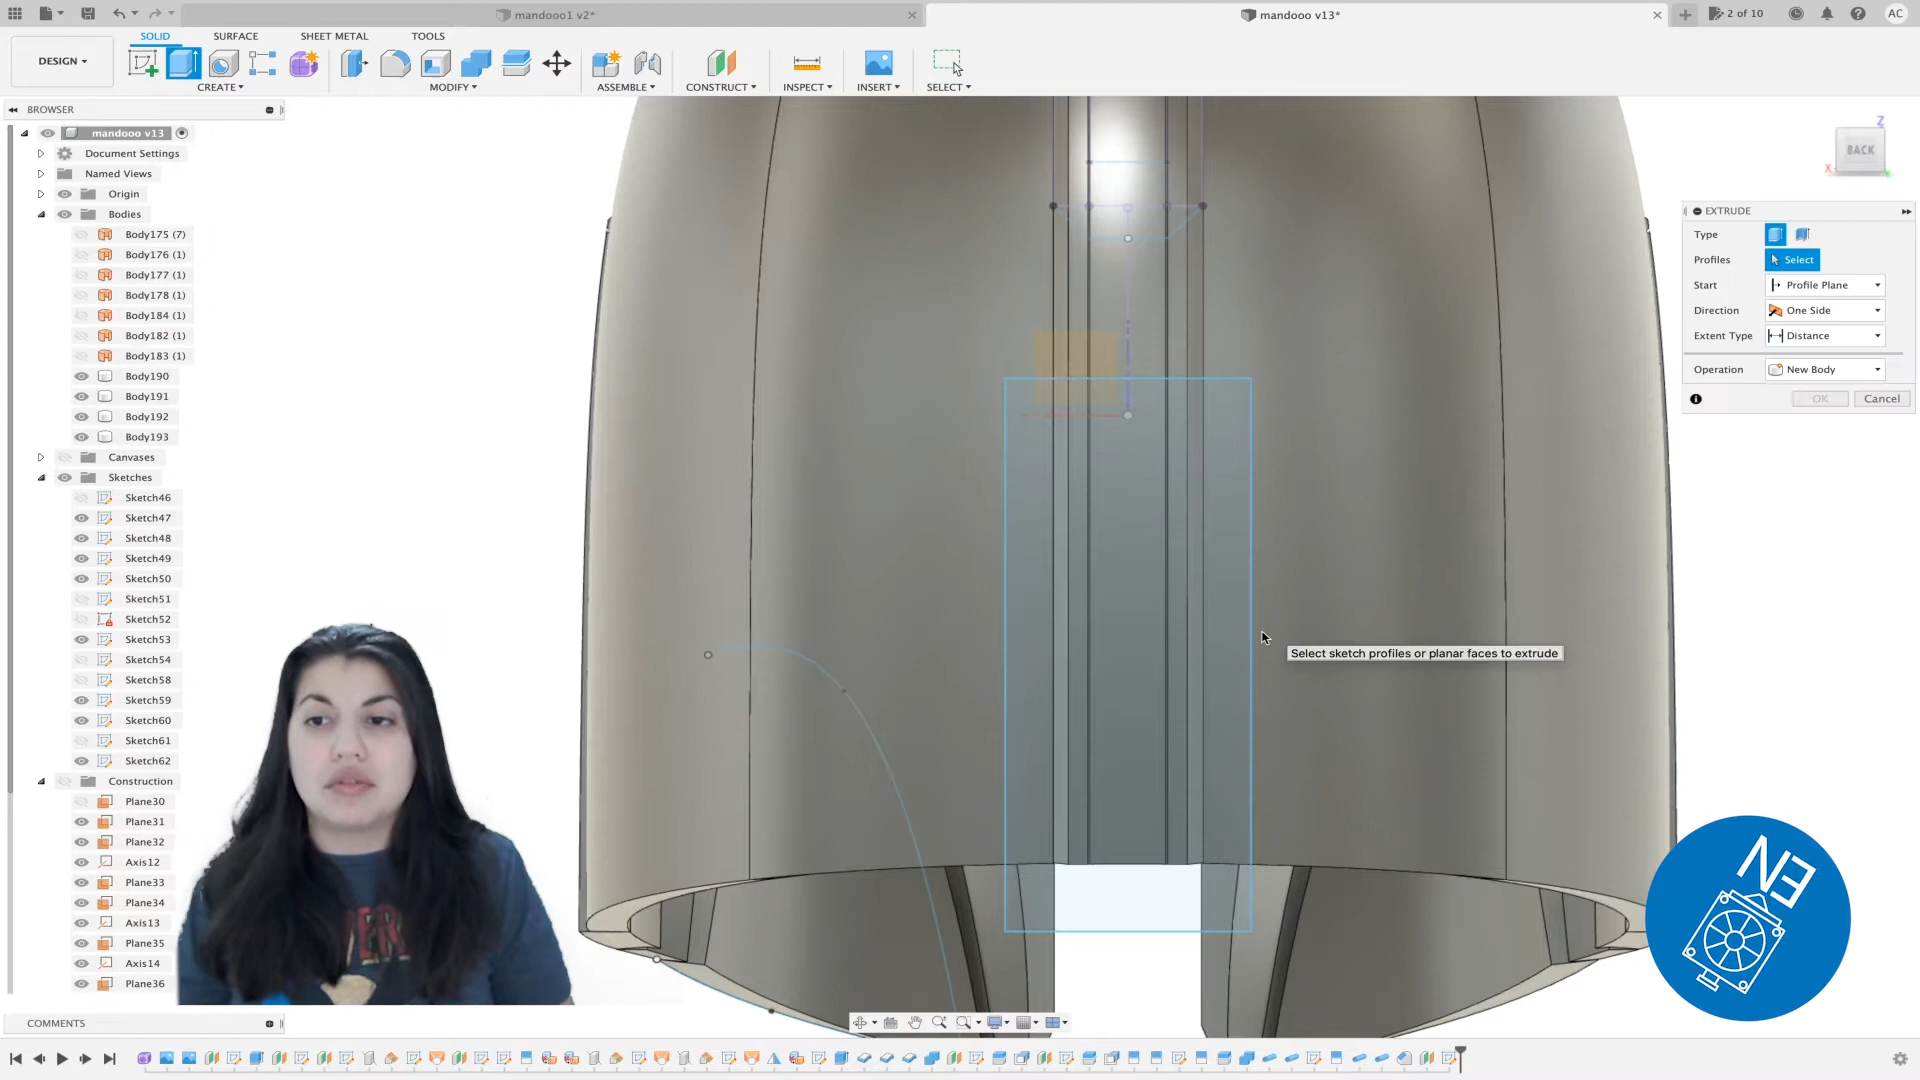 mandooo1 v2*
mandooo v13*
2 of 10
AC
DESIGN
SOLID
SURFACE
SHEET METAL
TOOLS
CREATE
MODIFY
ASSEMBLE
CONSTRUCT
INSPECT
INSERT
SELECT
BROWSER
mandooo v13
Document Settings
Named Views
Origin
Bodies
Body175 (7)
Body176 (1)
Body177 (1)
Body178 (1)
Body184 (1)
Body182 (1)
Body183 (1)
Body190
Body191
Body192
Body193
Canvases
Sketches
Sketch46
Sketch47
Sketch48
Sketch49
Sketch50
Sketch51
Sketch52
Sketch53
Sketch54
Sketch58
Sketch59
Sketch60
Sketch61
Sketch62
Construction
Plane30
Plane31
Plane32
Axis12
Plane33
Plane34
Axis13
Plane35
Axis14
Plane36
COMMENTS
Z
BACK
X
EXTRUDE
Type
Profiles
Select
Start
Profile Plane
Direction
One Side
Extent Type
Distance
Operation
New Body
OK
Cancel
Select sketch profiles or planar faces to extrude
N3